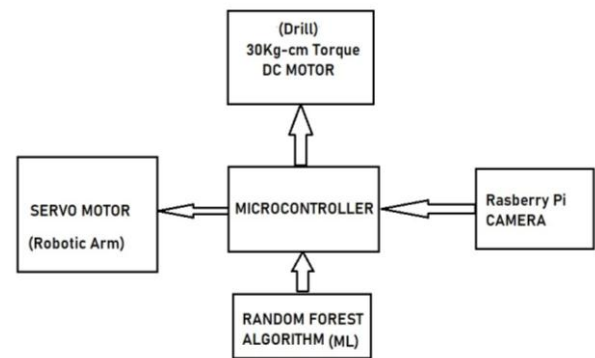 (Drill)
30Kg-cm Torque
DC MOTOR
SERVO MOTOR
(Robotic Arm)
MICROCONTROLLER
Rasberry Pi
CAMERA
RANDOM FOREST
ALGORITHM (ML)